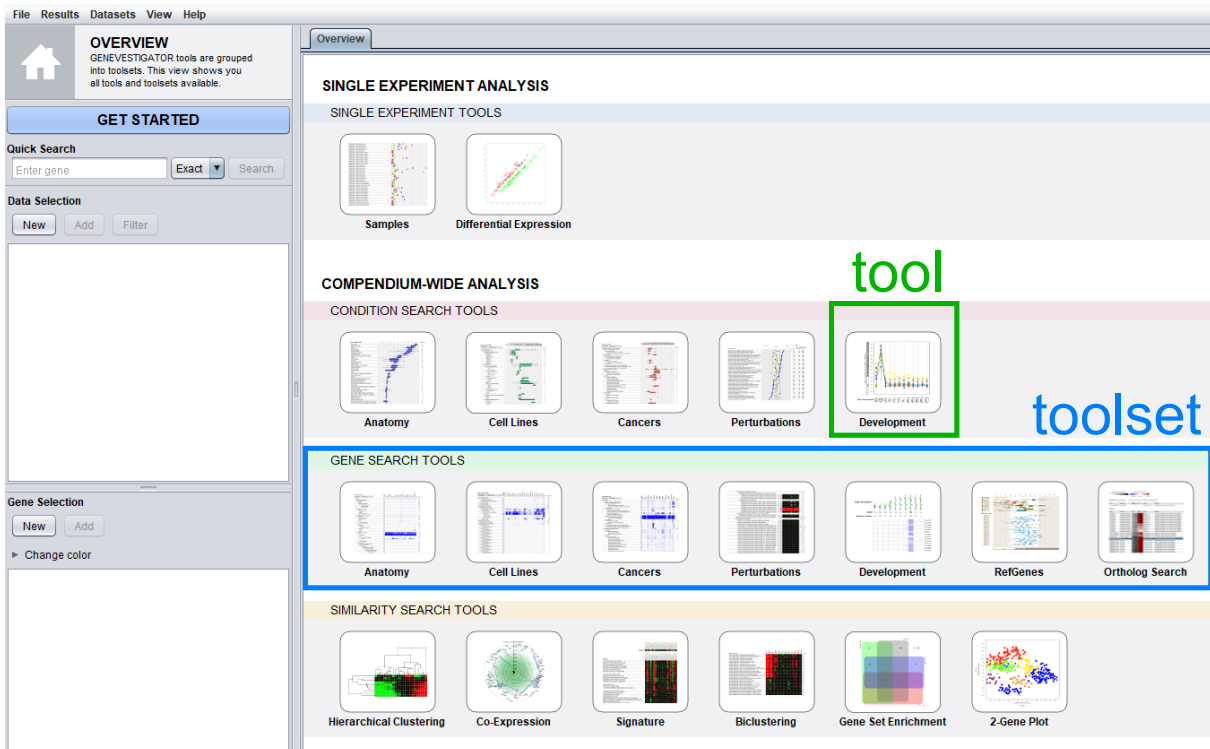 File Results Datasets View Help
OVERVIEW
GENEVESTIGATOR tools are grouped
into toolsets. This view shows you
all tools and toolsets available.
GET STARTED
Quick Search
Enter gene Exact Search
Data Selection
New Add Filter
Gene Selection
New Add
Change color
Overview
SINGLE EXPERIMENT ANALYSIS
SINGLE EXPERIMENT TOOLS
Samples Differential Expression
tool
COMPENDIUM-WIDE ANALYSIS
CONDITION SEARCH TOOLS
Anatomy Cell Lines Cancers Perturbations Development
toolset
GENE SEARCH TOOLS
Anatomy Cell Lines Cancers Perturbations Development RefGenes Ortholog Search
SIMILARITY SEARCH TOOLS
Hierarchical Clustering Co-Expression Signature Biclustering Gene Set Enrichment 2-Gene Plot